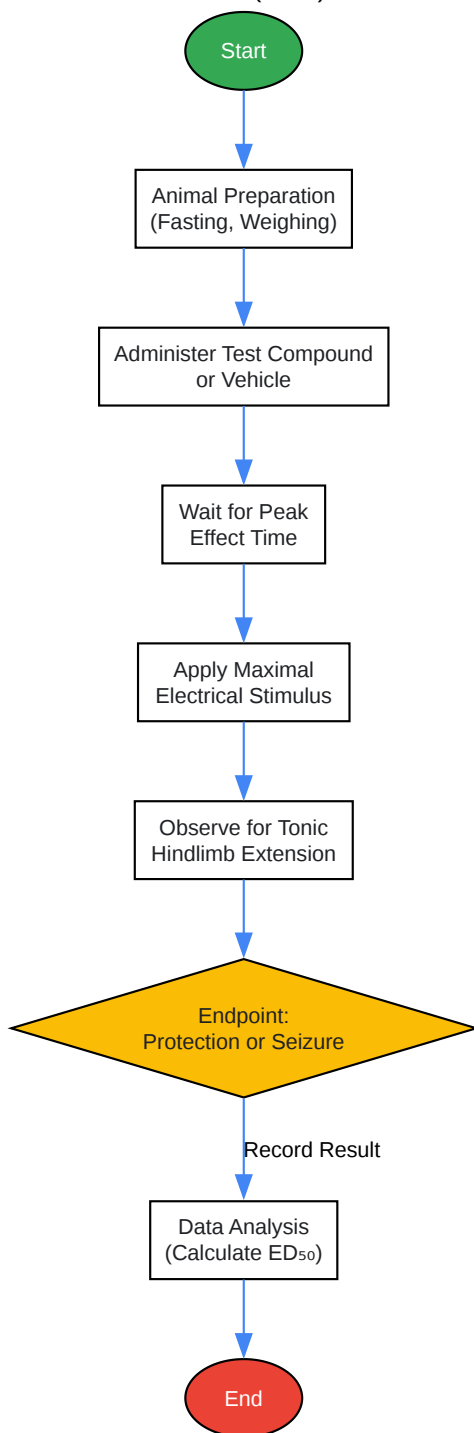 Start
Animal Preparation
(Fasting, Weighing)
Administer Test Compound
or Vehicle
Wait for Peak
Effect Time
Apply Maximal
Electrical Stimulus
Observe for Tonic
Hindlimb Extension
Endpoint:
Protection or Seizure
Record Result
Data Analysis
(Calculate ED₅₀)
End